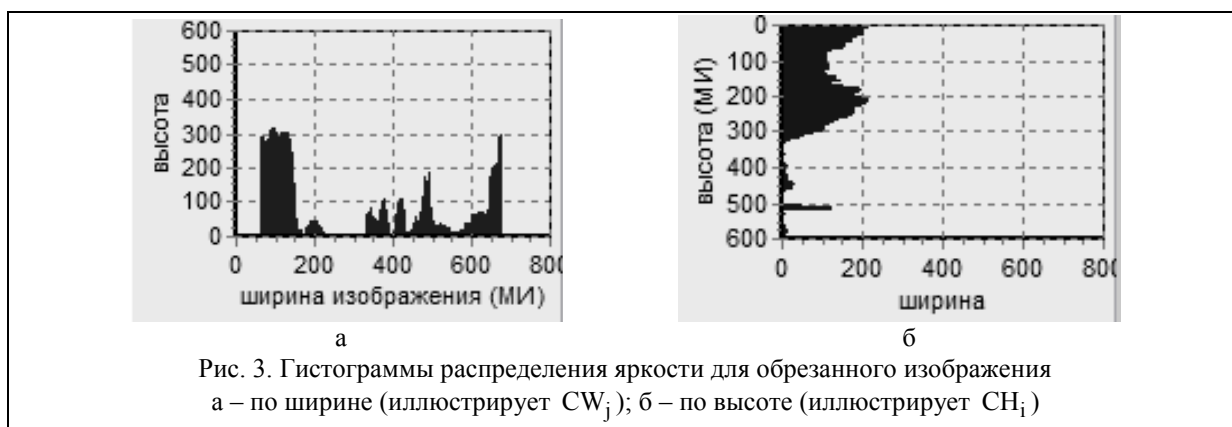 600
500
400
300
200
100
0
высота
0 200 400 600 800
ширина изображения (МИ)
а
0
100
200
300
400
500
600
высота (МИ)
0 200 400 600 800
ширина
б
Рис. 3. Гистограммы распределения яркости для обрезанного изображения
а – по ширине (иллюстрирует CWj ); б – по высоте (иллюстрирует CHi )